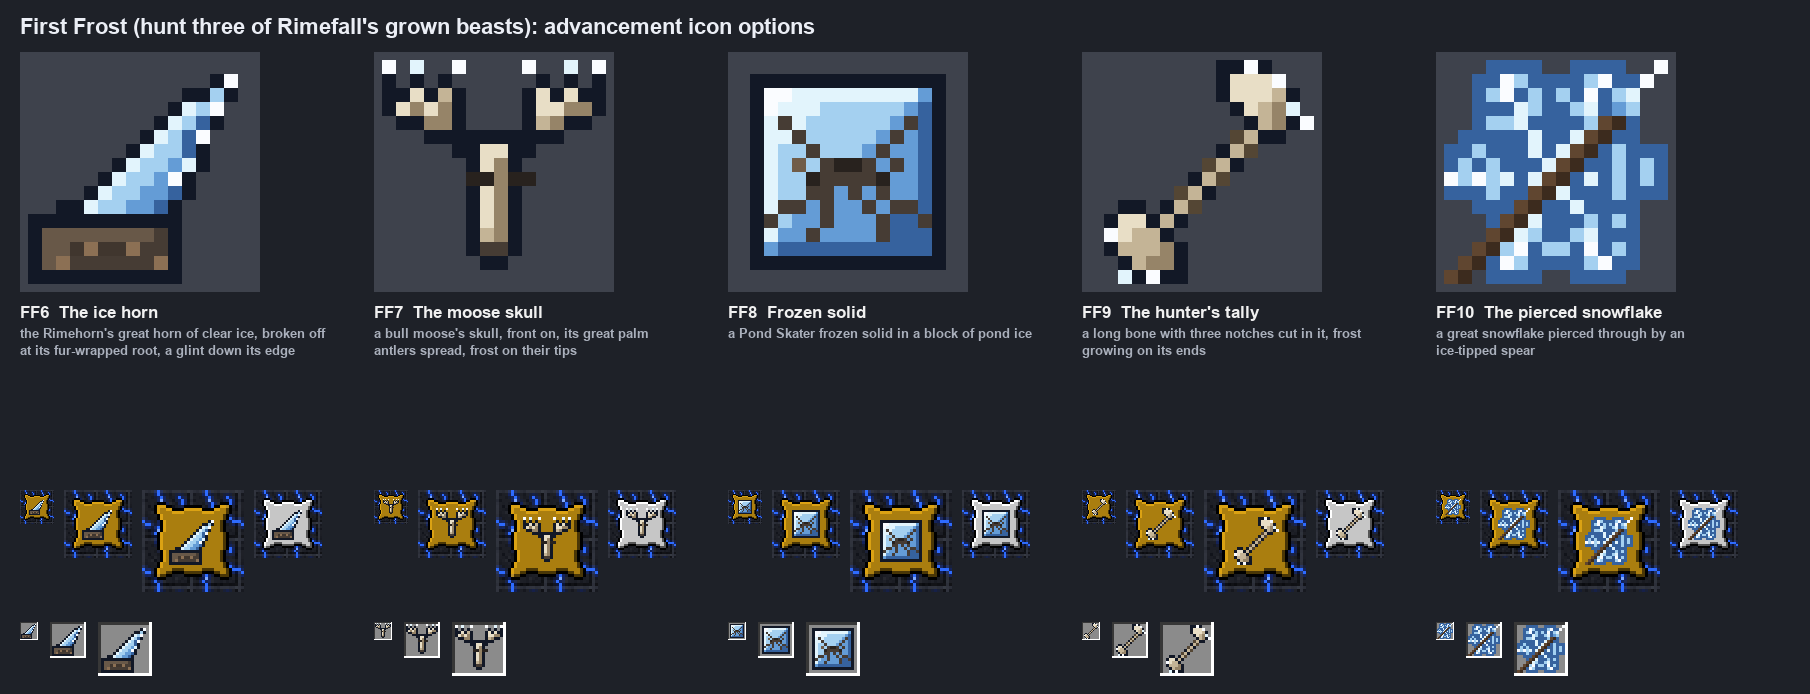 First Frost (hunt three of Rimefall's grown beasts): advancement icon options
FF6 The ice horn
the Rimehorn's great horn of clear ice, broken off
at its fur-wrapped root, a glint down its edge
FF7 The moose skull
a bull moose's skull, front on, its great palm
antlers spread, frost on their tips
FF8 Frozen solid
a Pond Skater frozen solid in a block of pond ice
FF9 The hunter's tally
a long bone with three notches cut in it, frost
growing on its ends
FF10 The pierced snowflake
a great snowflake pierced through by an
ice-tipped spear